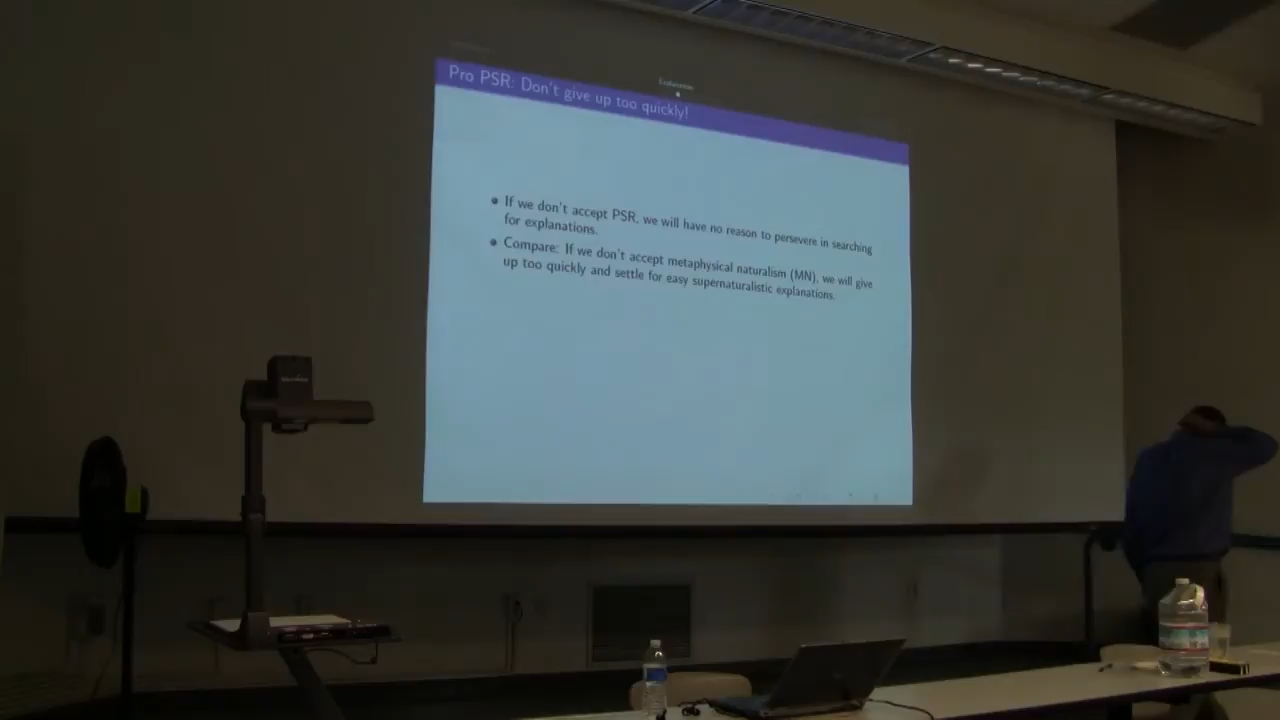 Explanation
Pro PSR: Don't give up too quickly!
• If we don't accept PSR, we will have no reason to persevere in searching
for explanations.
• Compare: If we don't accept metaphysical naturalism (MN), we will give
up too quickly and settle for easy supernaturalistic explanations.